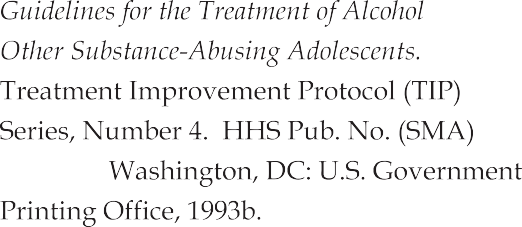 Guidelines for the Treatment of Alcohol
Other Substance-Abusing Adolescents.
Treatment Improvement Protocol (TIP)
Series, Number 4. HHS Pub. No. (SMA)
Washington, DC: U.S. Government
Printing Office, 1993b.